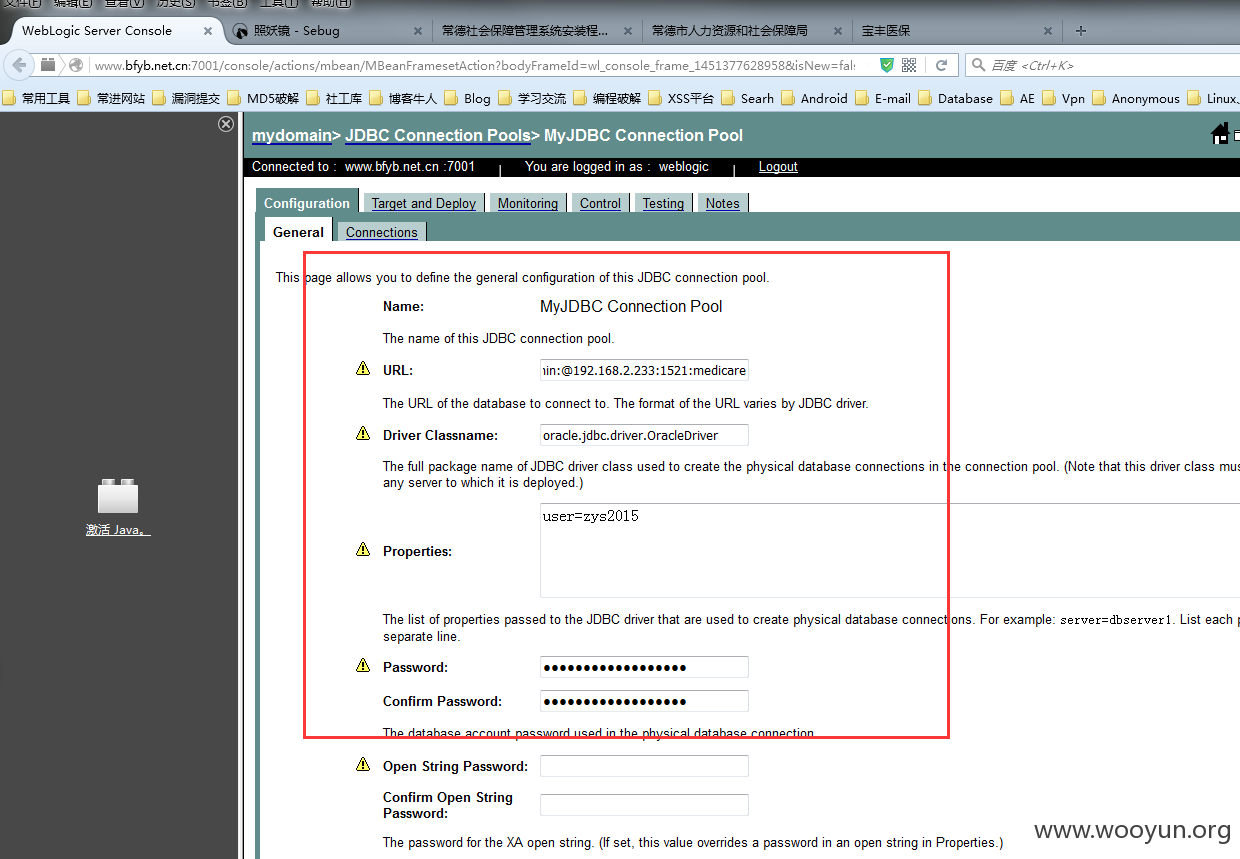 文件(F) 编辑(E) 查看(V) 历史(S) 书签(B) 工具(T) 帮助(H)
WebLogic Server Console × 照妖镜 - Sebug × 常德社会保障管理系统安装程... × 常德市人力资源和社会保障局 × 宝丰医保 × +
www.bfyb.net.cn:7001/console/actions/mbean/MBeanFramesetAction?bodyFrameId=wl_console_frame_1451377628958&isNew=fals 百度 <Ctrl+K>
常用工具 常进网站 漏洞提交 MD5破解 社工库 博客牛人 Blog 学习交流 编程破解 XSS平台 Searh Android E-mail Database AE Vpn Anonymous Linux
mydomain> JDBC Connection Pools> MyJDBC Connection Pool
Connected to : www.bfyb.net.cn :7001 | You are logged in as : weblogic | Logout
Configuration Target and Deploy Monitoring Control Testing Notes
General Connections
This page allows you to define the general configuration of this JDBC connection pool.
Name: MyJDBC Connection Pool
The name of this JDBC connection pool.
URL: in:@192.168.2.233:1521:medicare
The URL of the database to connect to. The format of the URL varies by JDBC driver.
Driver Classname: oracle.jdbc.driver.OracleDriver
The full package name of JDBC driver class used to create the physical database connections in the connection pool. (Note that this driver class mus
any server to which it is deployed.)
user=zys2015
Properties:
激活 Java。
The list of properties passed to the JDBC driver that are used to create physical database connections. For example: server=dbserver1. List each p
separate line.
Password: ••••••••••••••••••
Confirm Password: ••••••••••••••••••
The database account password used in the physical database connection.
Open String Password:
Confirm Open String
Password:
The password for the XA open string. (If set, this value overrides a password in an open string in Properties.)
www.wooyun.org